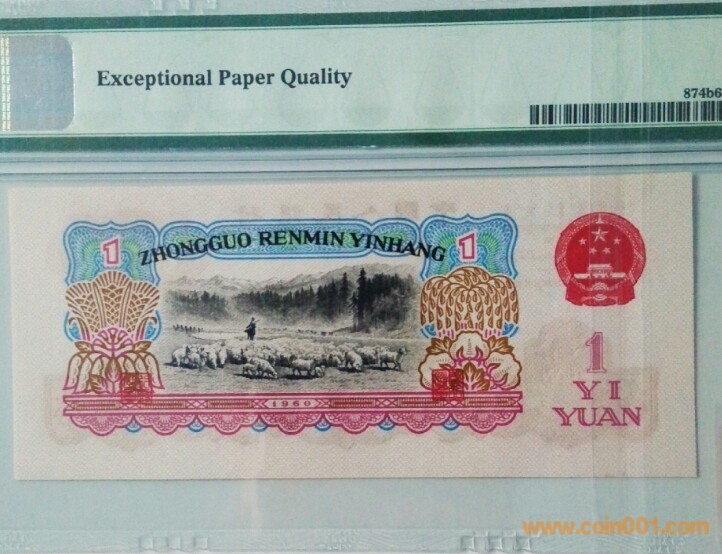 Exceptional Paper Quality
874b6
1
ZHONGGUO RENMIN YINHANG
1
1
YI
YUAN
1960
www.coin001.com